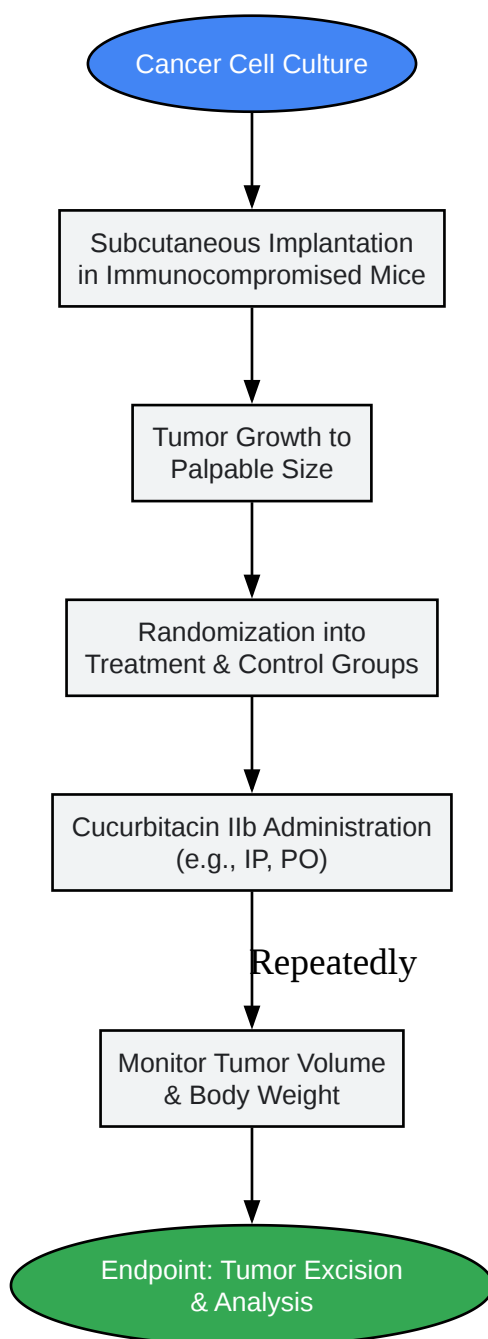 Cancer Cell Culture
Subcutaneous Implantation
in Immunocompromised Mice
Tumor Growth to
Palpable Size
Randomization into
Treatment & Control Groups
Cucurbitacin IIb Administration
(e.g., IP, PO)
Repeatedly
Monitor Tumor Volume
& Body Weight
Endpoint: Tumor Excision
& Analysis